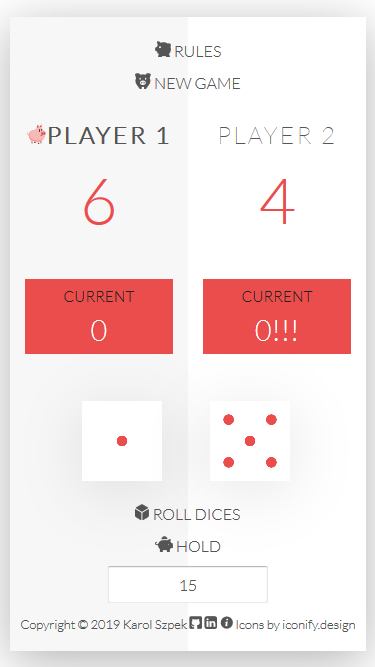 RULES
NEW GAME
PLAYER 1
PLAYER 2
6
4
CURRENT
0
CURRENT
0!!!
ROLL DICES
HOLD
15
Copyright © 2019 Karol Szpek Icons by iconify.design